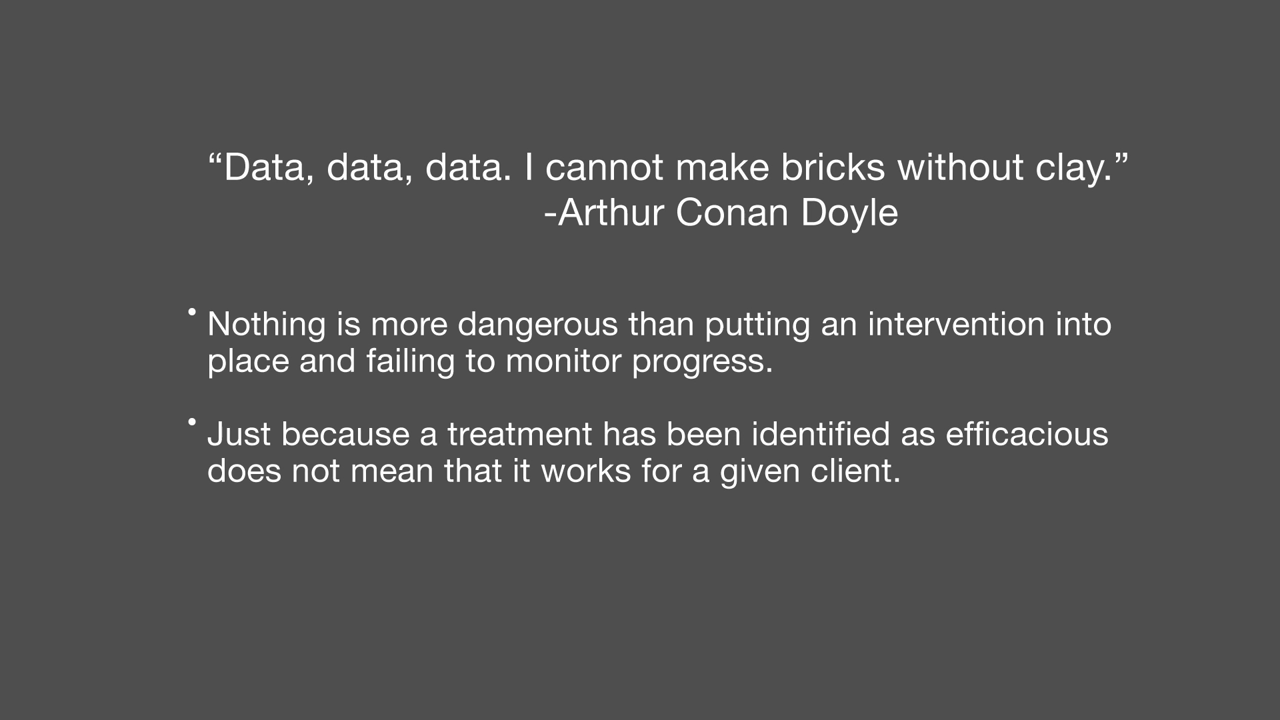 “Data, data, data. I cannot make bricks without clay.”
-Arthur Conan Doyle
• Nothing is more dangerous than putting an intervention into
place and failing to monitor progress.
• Just because a treatment has been identified as efficacious
does not mean that it works for a given client.